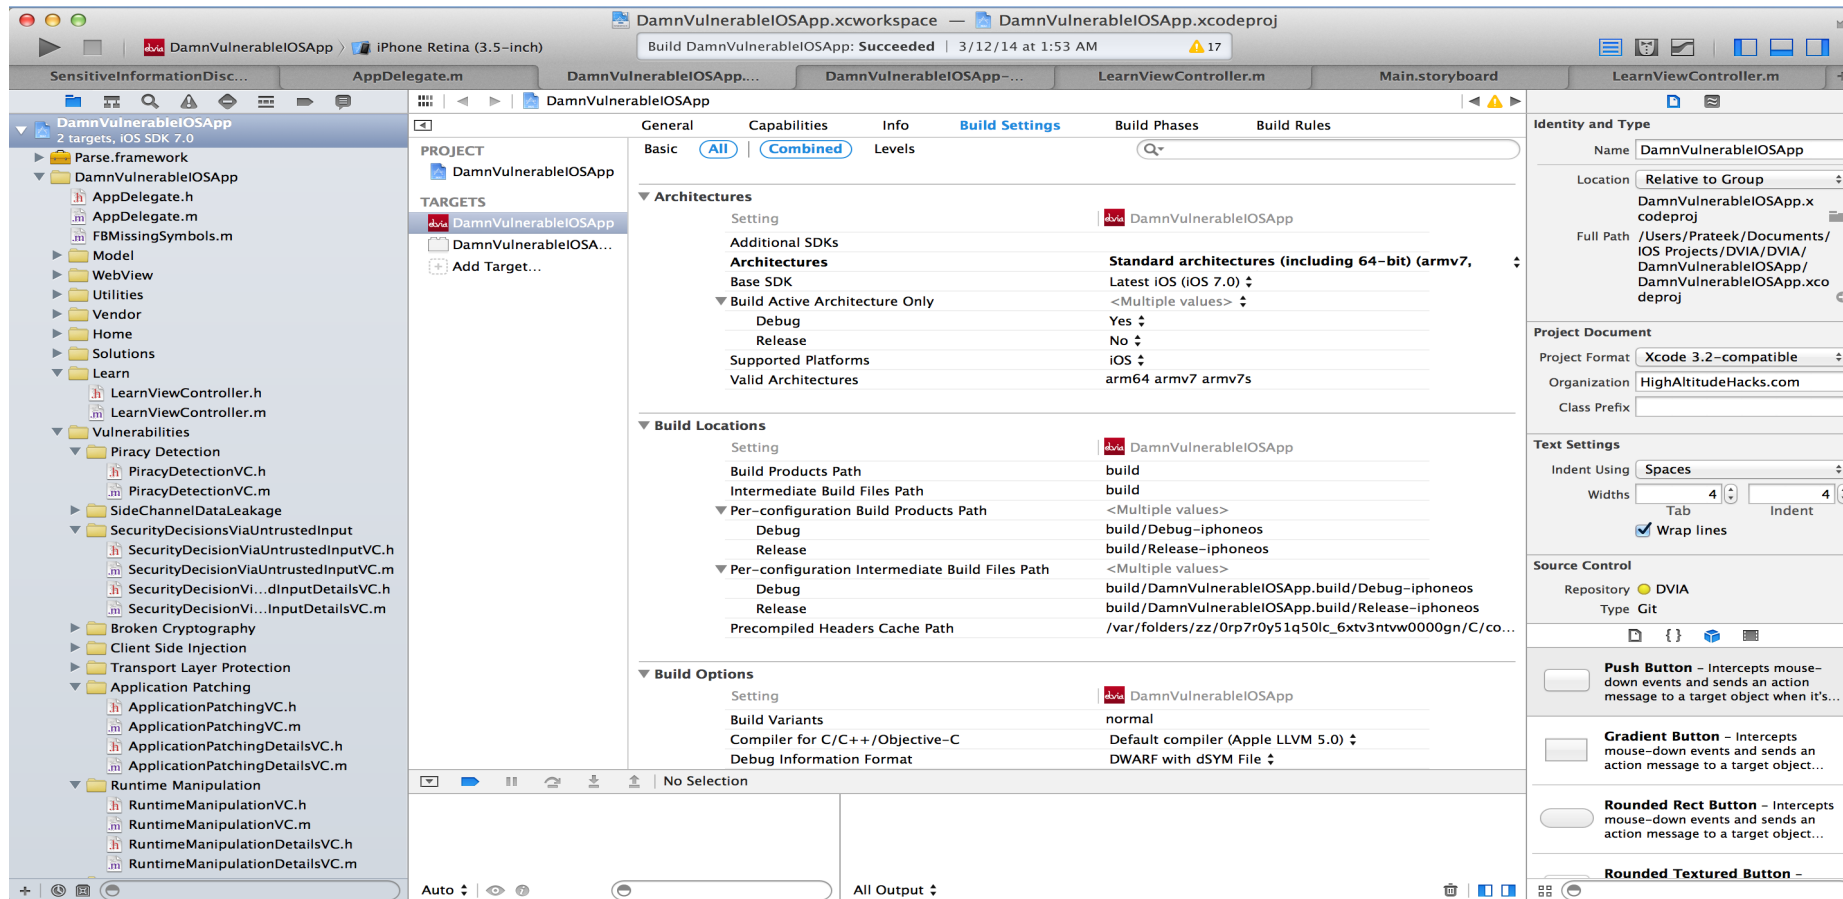 DamnVulnerableIOSApp.xcworkspace — DamnVulnerableIOSApp.xcodeproj
DamnVulnerableIOSApp
iPhone Retina (3.5-inch)
Build DamnVulnerableIOSApp: Succeeded | 3/12/14 at 1:53 AM
17
SensitiveInformationDisc...
AppDelegate.m
DamnVulnerableIOSApp....
DamnVulnerableIOSApp-...
LearnViewController.m
Main.storyboard
LearnViewController.m
DamnVulnerableIOSApp
2 targets, iOS SDK 7.0
Parse.framework
DamnVulnerableIOSApp
AppDelegate.h
AppDelegate.m
FBMissingSymbols.m
Model
WebView
Utilities
Vendor
Home
Solutions
Learn
LearnViewController.h
LearnViewController.m
Vulnerabilities
Piracy Detection
PiracyDetectionVC.h
PiracyDetectionVC.m
SideChannelDataLeakage
SecurityDecisionsViaUntrustedInput
SecurityDecisionViaUntrustedInputVC.h
SecurityDecisionViaUntrustedInputVC.m
SecurityDecisionVi...dInputDetailsVC.h
SecurityDecisionVi...InputDetailsVC.m
Broken Cryptography
Client Side Injection
Transport Layer Protection
Application Patching
ApplicationPatchingVC.h
ApplicationPatchingVC.m
ApplicationPatchingDetailsVC.h
ApplicationPatchingDetailsVC.m
Runtime Manipulation
RuntimeManipulationVC.h
RuntimeManipulationVC.m
RuntimeManipulationDetailsVC.h
RuntimeManipulationDetailsVC.m
DamnVulnerableIOSApp
PROJECT
DamnVulnerableIOSApp
TARGETS
DamnVulnerableIOSApp
DamnVulnerableIOSA...
Add Target...
General Capabilities Info Build Settings Build Phases Build Rules
Basic All Combined Levels
Architectures
Setting DamnVulnerableIOSApp
Additional SDKs
Architectures Standard architectures (including 64-bit) (armv7,
Base SDK Latest iOS (iOS 7.0)
Build Active Architecture Only <Multiple values>
Debug Yes
Release No
Supported Platforms iOS
Valid Architectures arm64 armv7 armv7s
Build Locations
Setting DamnVulnerableIOSApp
Build Products Path build
Intermediate Build Files Path build
Per-configuration Build Products Path <Multiple values>
Debug build/Debug-iphoneos
Release build/Release-iphoneos
Per-configuration Intermediate Build Files Path <Multiple values>
Debug build/DamnVulnerableIOSApp.build/Debug-iphoneos
Release build/DamnVulnerableIOSApp.build/Release-iphoneos
Precompiled Headers Cache Path /var/folders/zz/0rp7r0y51q50lc_6xtv3ntvw0000gn/C/co...
Build Options
Setting DamnVulnerableIOSApp
Build Variants normal
Compiler for C/C++/Objective-C Default compiler (Apple LLVM 5.0)
Debug Information Format DWARF with dSYM File
No Selection
Auto
All Output
Identity and Type
Name DamnVulnerableIOSApp
Location Relative to Group
DamnVulnerableIOSApp.x
codeproj
Full Path /Users/Prateek/Documents/
IOS Projects/DVIA/DVIA/
DamnVulnerableIOSApp/
DamnVulnerableIOSApp.xco
deproj
Project Document
Project Format Xcode 3.2-compatible
Organization HighAltitudeHacks.com
Class Prefix
Text Settings
Indent Using Spaces
Widths 4 4
Tab Indent
Wrap lines
Source Control
Repository DVIA
Type Git
Push Button - Intercepts mouse-
down events and sends an action
message to a target object when it's...
Gradient Button - Intercepts
mouse-down events and sends an
action message to a target object...
Rounded Rect Button - Intercepts
mouse-down events and sends an
action message to a target object...
Rounded Textured Button -